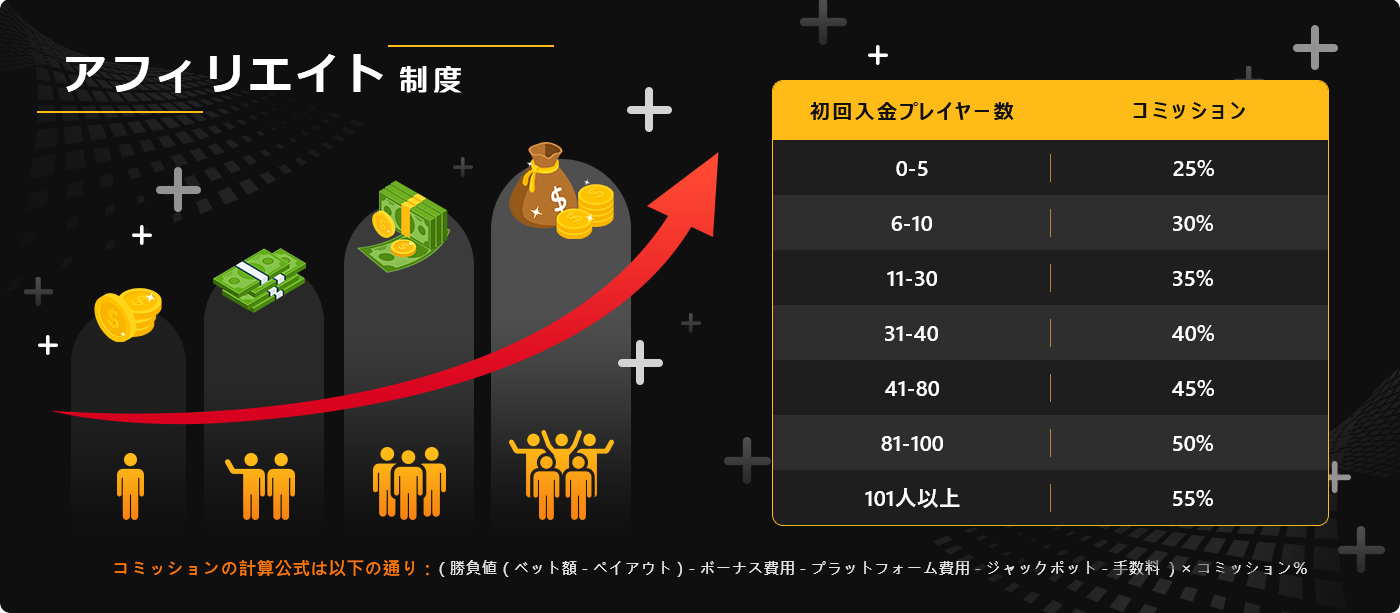 アフィリエイト 制度
初回入金プレイヤー数 コミッション
0-5 25%
6-10 30%
11-30 35%
31-40 40%
41-80 45%
81-100 50%
101人以上 55%
コミッションの計算公式は以下の通り : ( 勝負値 ( ベット額 - ペイアウト ) - ボーナス費用 - プラットフォーム費用 - ジャックポット - 手数料 ) × コミッション%